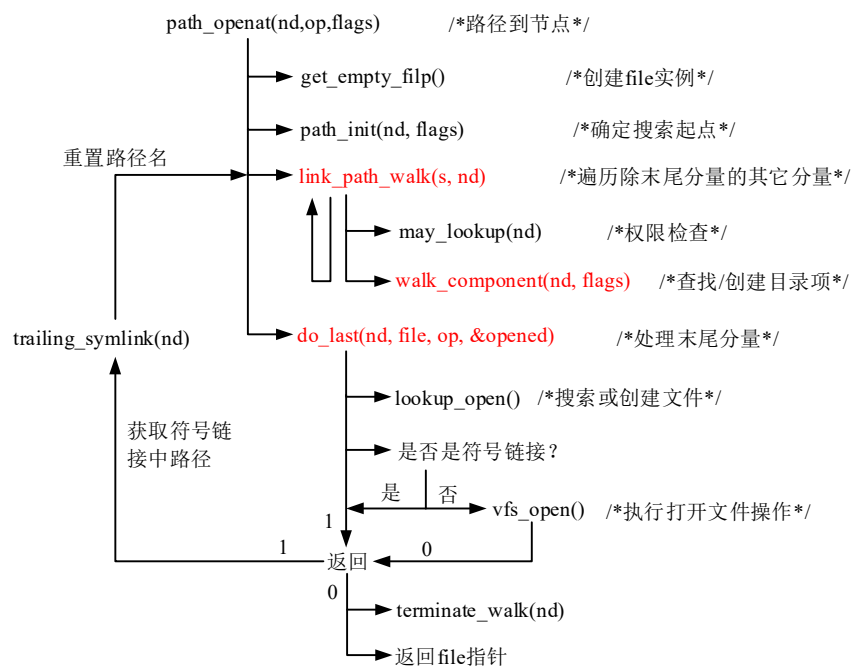 path_openat(nd,op,flags) /*路径到节点*/
get_empty_filp() /*创建file实例*/
path_init(nd, flags) /*确定搜索起点*/
重置路径名
link_path_walk(s, nd) /*遍历除末尾分量的其它分量*/
may_lookup(nd) /*权限检查*/
walk_component(nd, flags) /*查找/创建目录项*/
trailing_symlink(nd)
do_last(nd, file, op, &opened) /*处理末尾分量*/
lookup_open() /*搜索或创建文件*/
获取符号链
接中路径
是否是符号链接？
是 否
vfs_open() /*执行打开文件操作*/
1
1 返回 0
0
terminate_walk(nd)
返回file指针